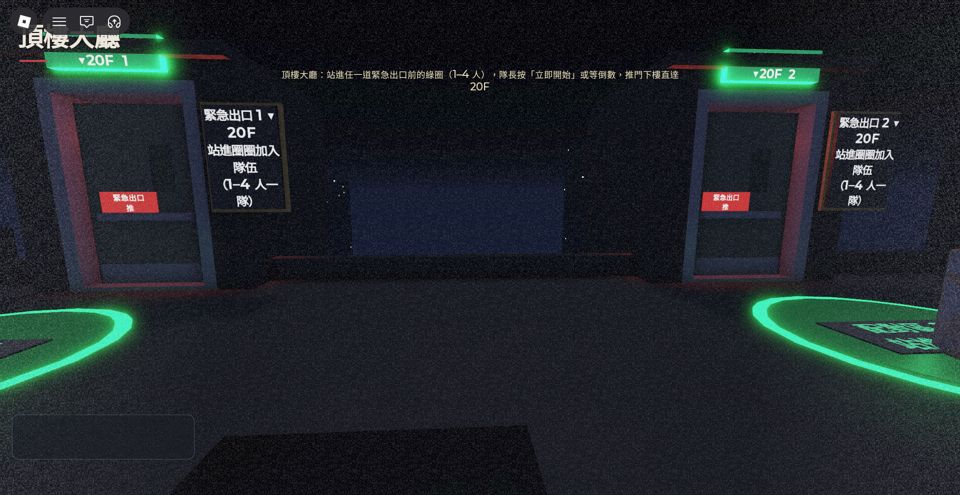 頂樓大廳
▼20F 1
頂樓大廳：站進任一道緊急出口前的綠圈（1–4 人），隊長按「立即開始」或等倒數，推門下樓直達
20F
▼20F 2
緊急出口 1 ▼
20F
站進圈圈加入
隊伍
（1–4 人一
隊）
緊急出口
推
緊急出口
推
緊急出口 2 ▼
20F
站進圈圈加入
隊伍
（1–4 人一
隊）